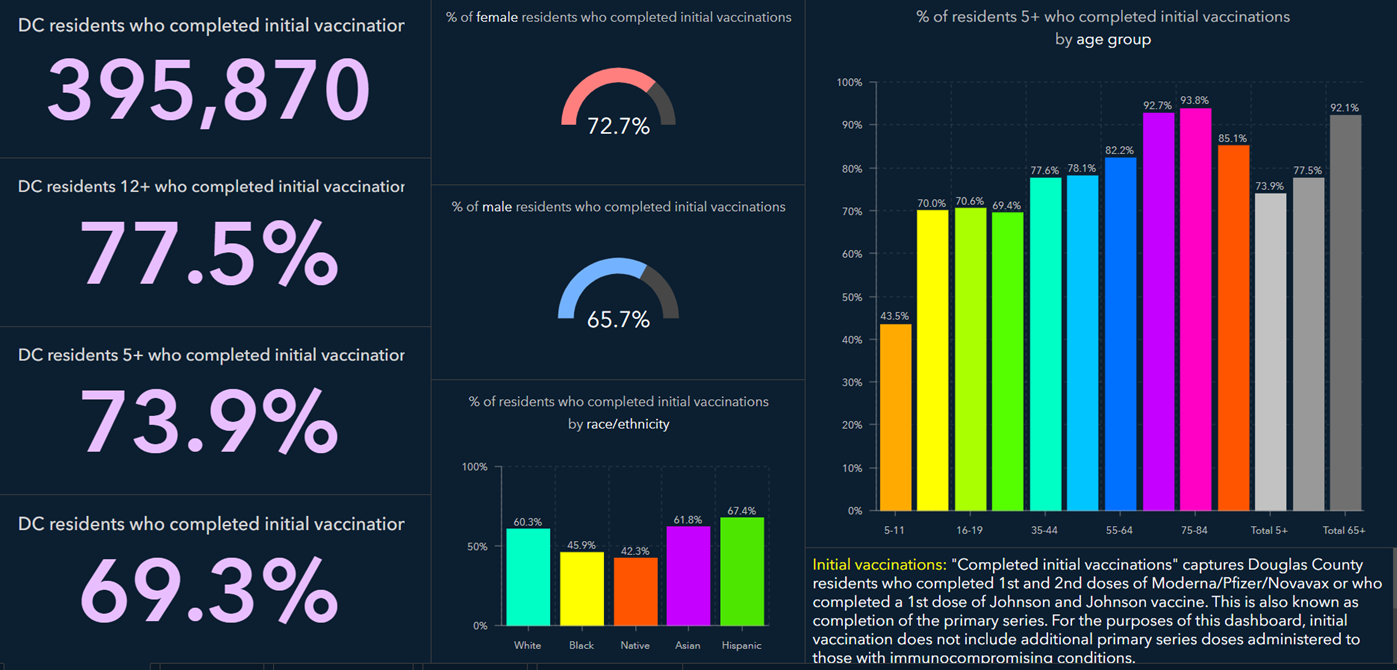 DC residents who completed initial vaccination
395,870
DC residents 12+ who completed initial vaccination
77.5%
DC residents 5+ who completed initial vaccination
73.9%
DC residents who completed initial vaccination
69.3%
% of female residents who completed initial vaccinations
72.7%
% of male residents who completed initial vaccinations
65.7%
% of residents who completed initial vaccinations
by race/ethnicity
100%
50%
0%
60.3%
45.9%
42.3%
61.8%
67.4%
White
Black
Native
Asian
Hispanic
% of residents 5+ who completed initial vaccinations
by age group
100%
90%
80%
70%
60%
50%
40%
30%
20%
10%
0%
43.5%
70.0%
70.6%
69.4%
77.6%
78.1%
82.2%
92.7%
93.8%
85.1%
73.9%
77.5%
92.1%
5-11
16-19
35-44
55-64
75-84
Total 5+
Total 65+
Initial vaccinations: "Completed initial vaccinations" captures Douglas County
residents who completed 1st and 2nd doses of Moderna/Pfizer/Novavax or who
completed a 1st dose of Johnson and Johnson vaccine. This is also known as
completion of the primary series. For the purposes of this dashboard, initial
vaccination does not include additional primary series doses administered to
those with immunocompromising conditions.